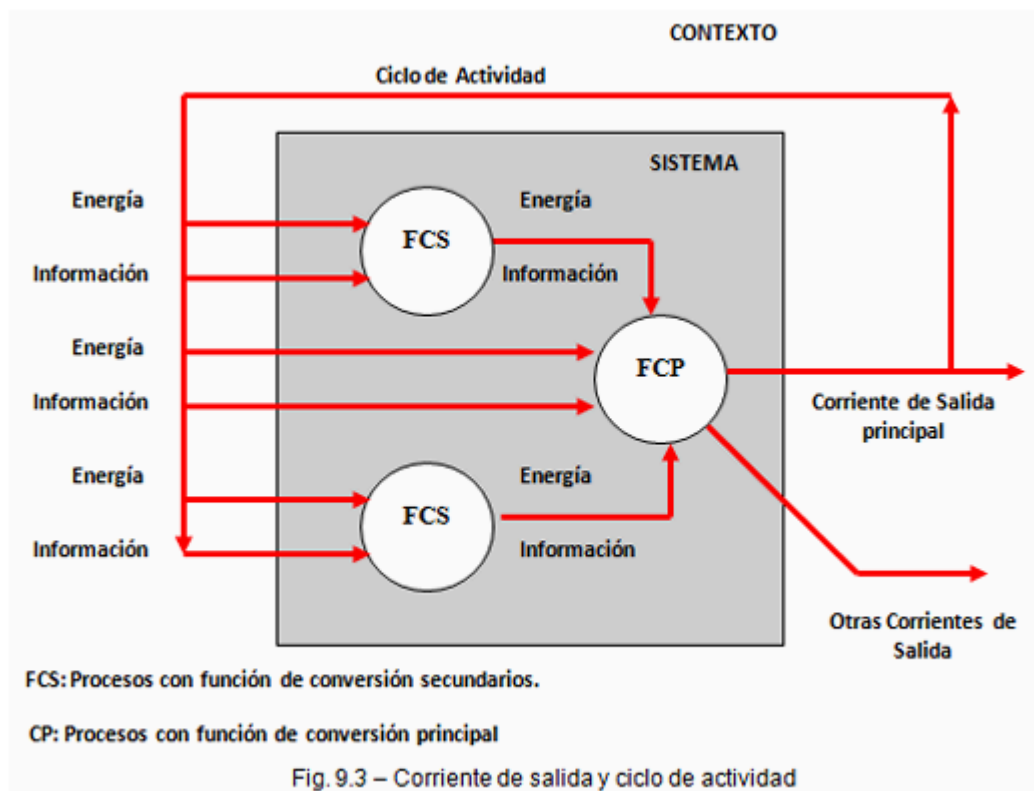 CONTEXTO
Ciclo de Actividad
SISTEMA
Energía
Energía
FCS
Información
Información
Energía
FCP
Información
Corriente de Salida
principal
Energía
Energía
FCS
Información
Información
Otras Corrientes de
Salida
FCS: Procesos con función de conversión secundarios.
CP: Procesos con función de conversión principal
Fig. 9.3 – Corriente de salida y ciclo de actividad